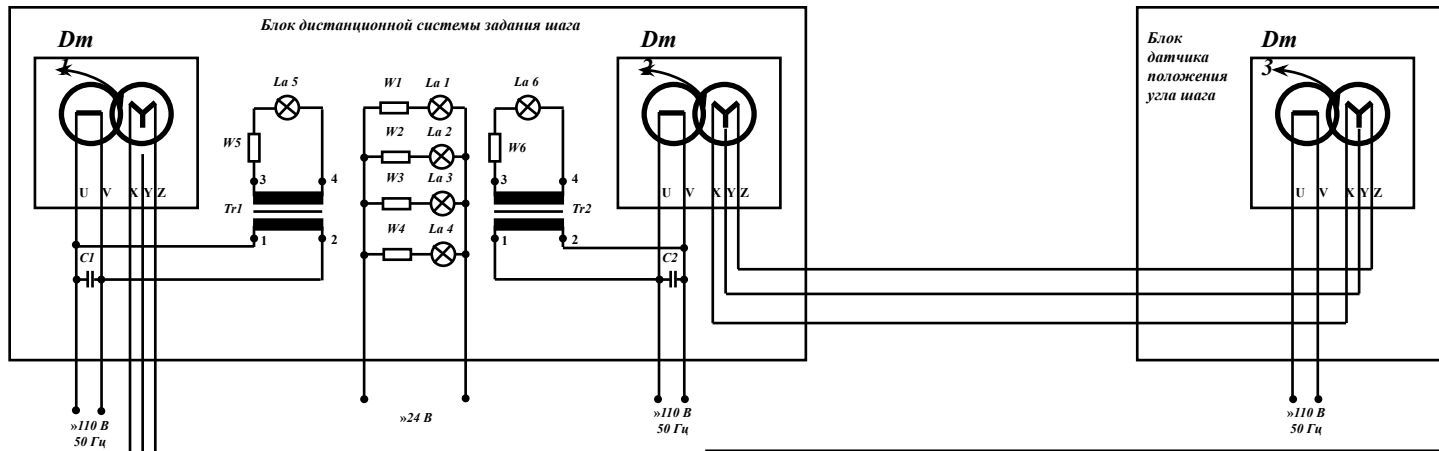 Блок дистанционной системы задания шага
Dm
1
La 5
W5
3
4
Tr1
1
2
U V X Y Z
C1
»110 В
50 Гц
W1 La 1
W2 La 2
W3 La 3
W4 La 4
»24 В
La 6
W6
3
4
Tr2
1
2
Dm
2
U V X Y Z
C2
»110 В
50 Гц
Блок
датчика
положения
угла шага
Dm
3
U V X Y Z
»110 В
50 Гц